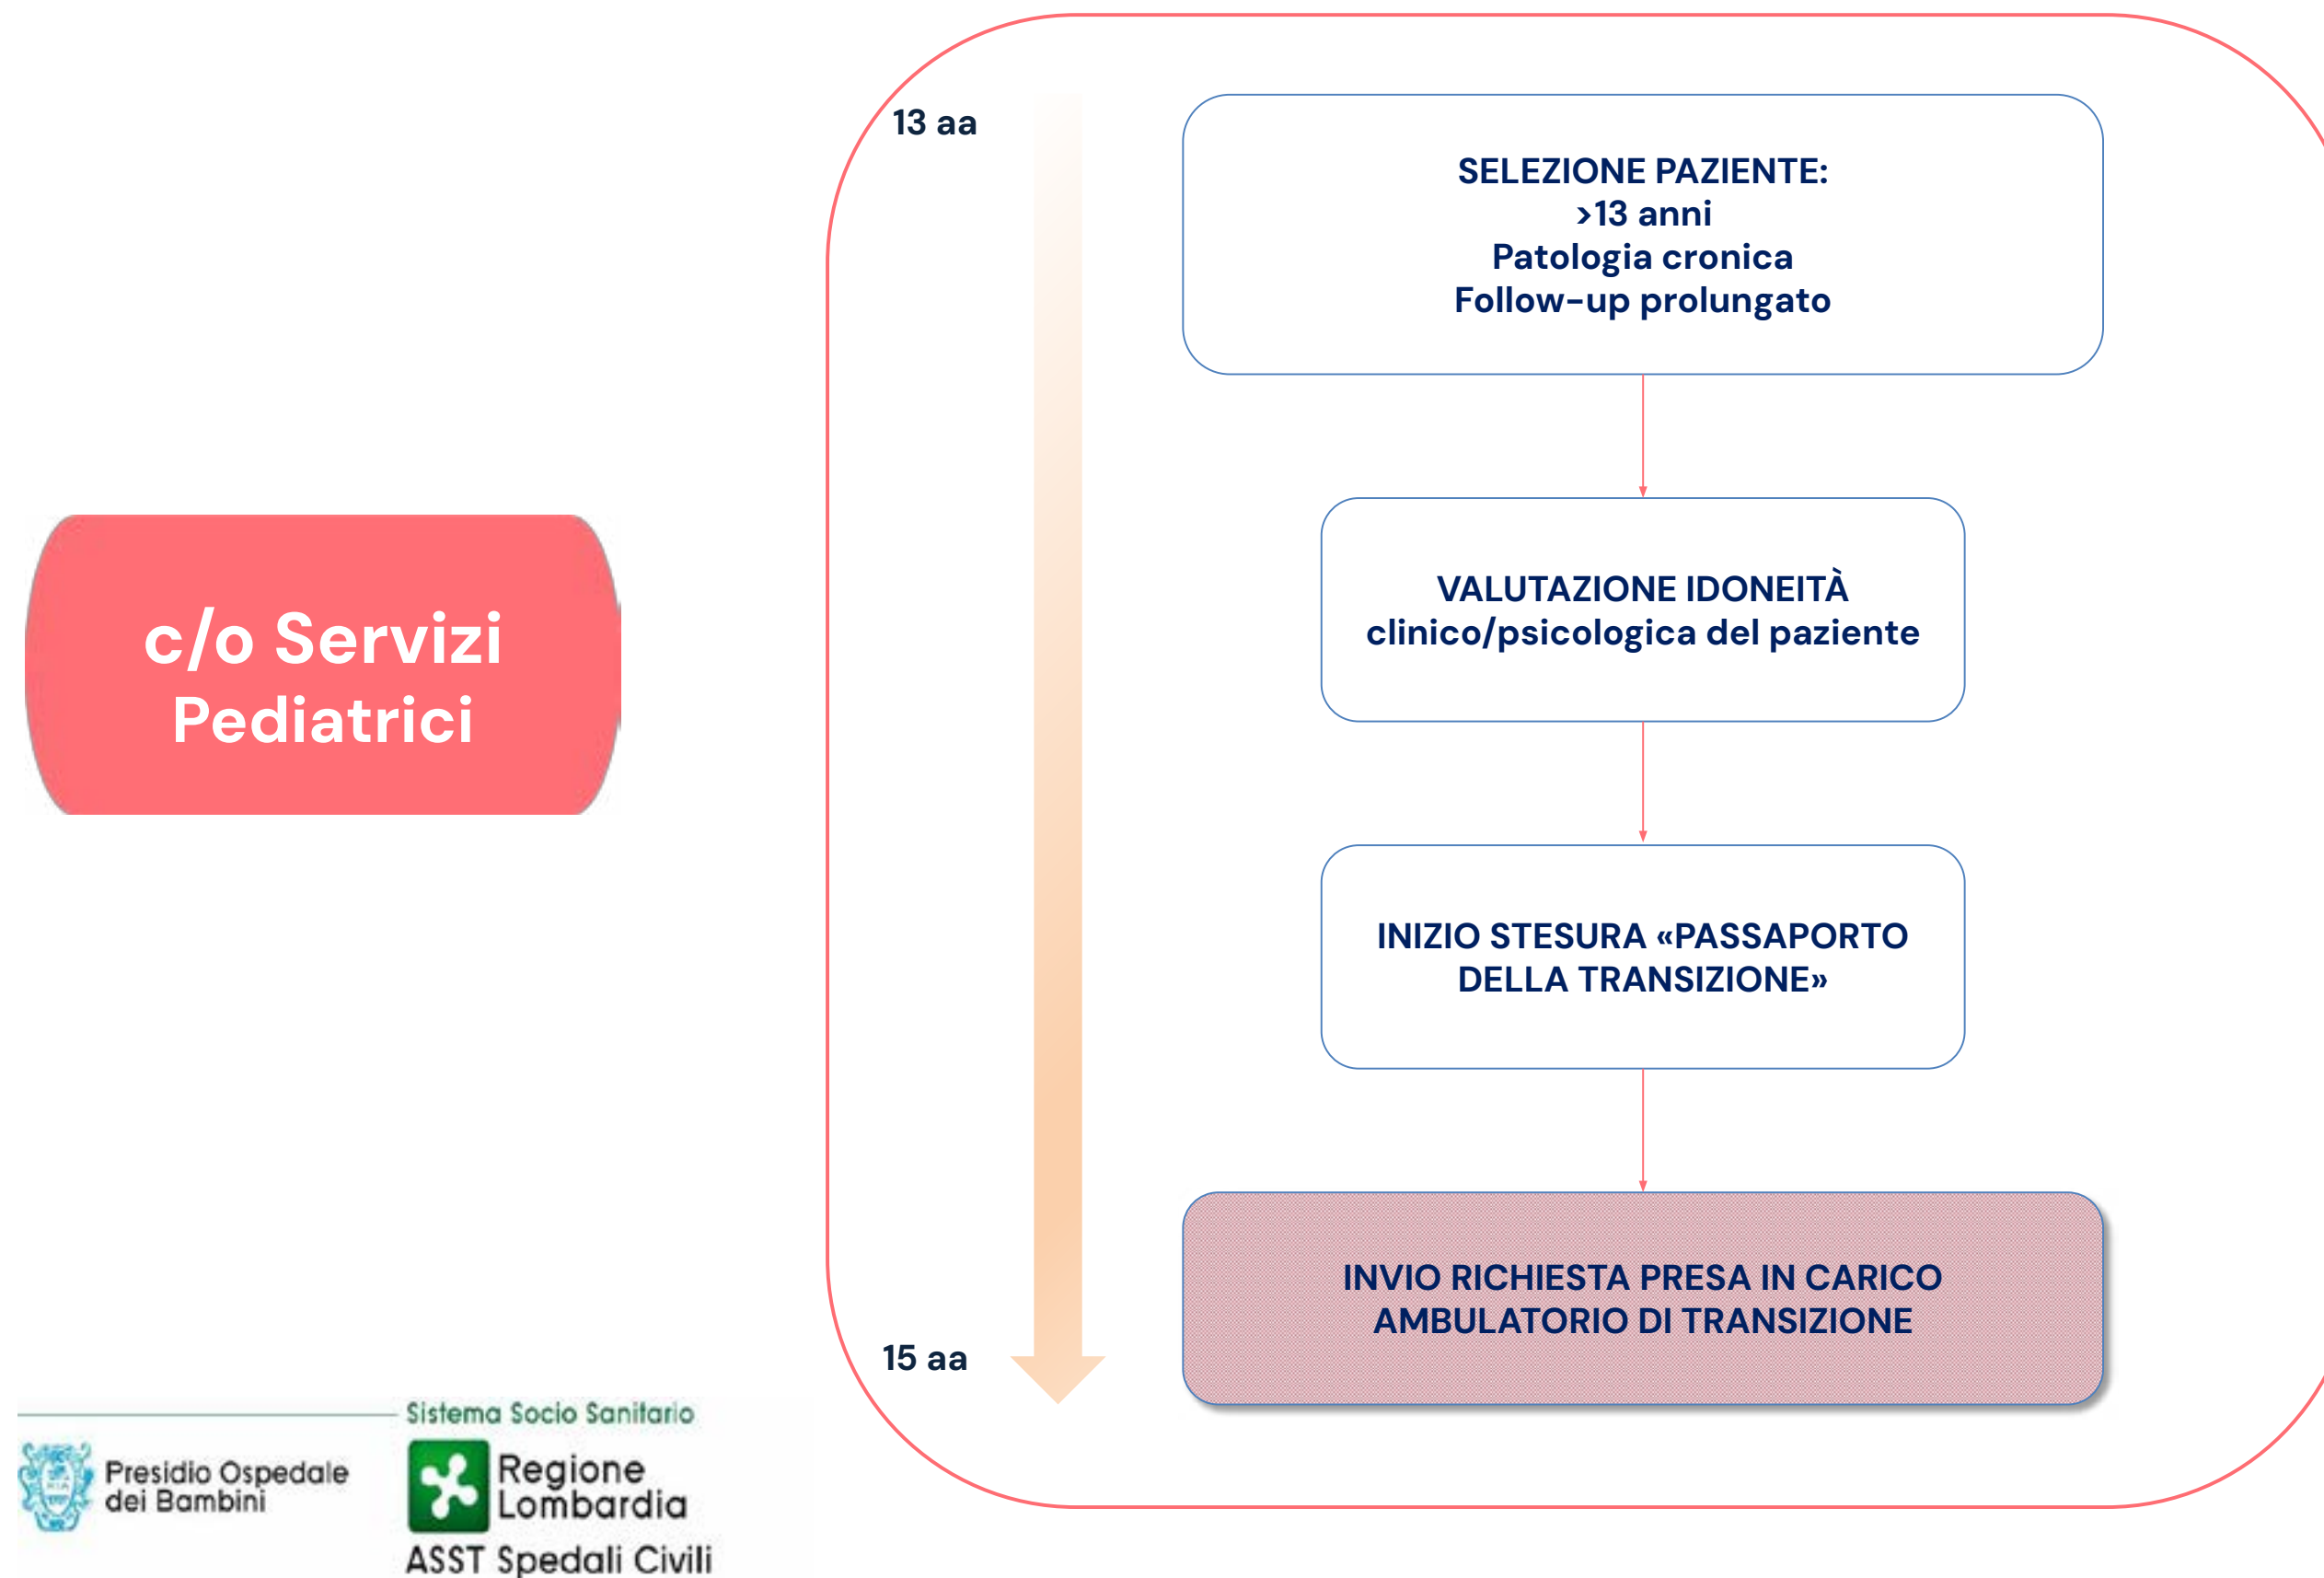 c/o Servizi
Pediatrici
13 aa
SELEZIONE PAZIENTE:
>13 anni
Patologia cronica
Follow-up prolungato
VALUTAZIONE IDONEITÀ
clinico/psicologica del paziente
INIZIO STESURA «PASSAPORTO
DELLA TRANSIZIONE»
INVIO RICHIESTA PRESA IN CARICO
AMBULATORIO DI TRANSIZIONE
15 aa
Presidio Ospedale
dei Bambini
Sistema Socio Sanitario
Regione
Lombardia
ASST Spedali Civili